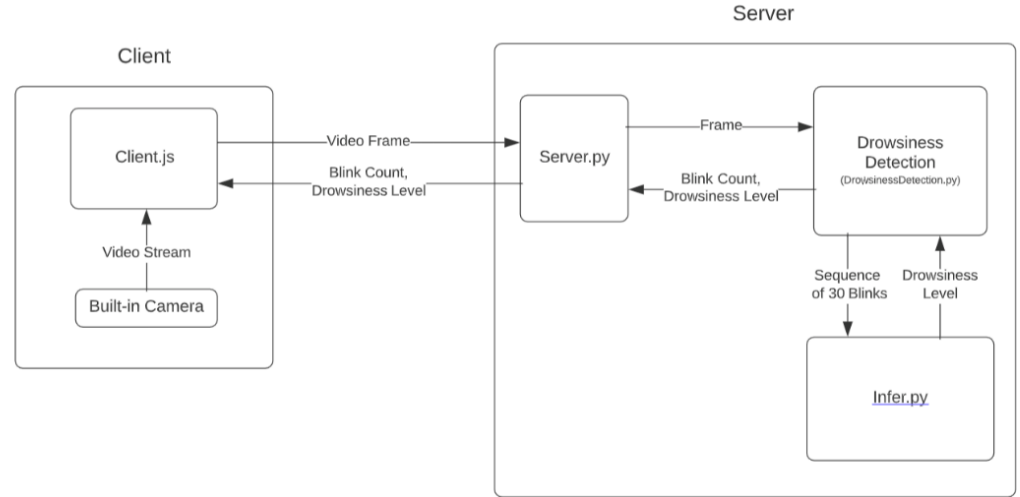 Server
Client
Client.js
Video Frame
Blink Count,
Drowsiness Level
Video Stream
Built-in Camera
Server.py
Frame
Blink Count,
Drowsiness Level
Drowsiness
Detection
(DrowsinessDetection.py)
Sequence
of 30 Blinks
Drowsiness
Level
Infer.py